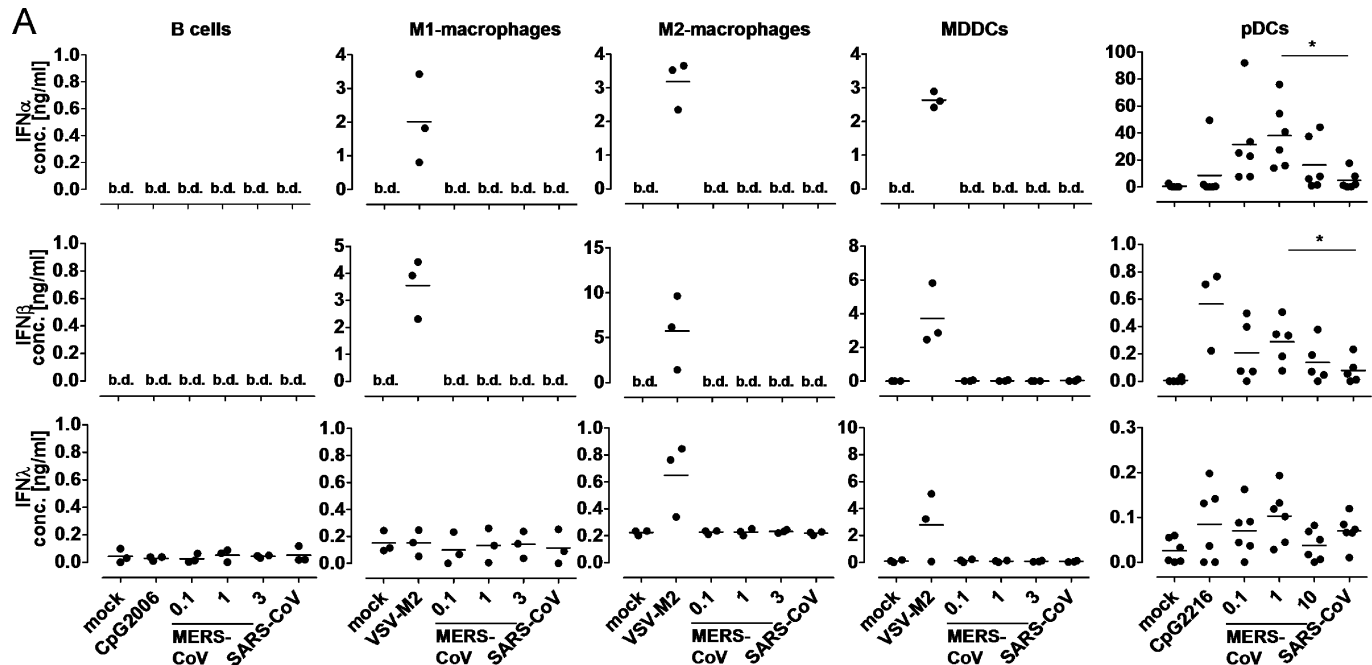 A
B cells M1-macrophages M2-macrophages MDDCs pDCs
IFNα
conc. [ng/ml]
1.0 4 4 4 100 *
0.8 3 3 3 80
0.6 60
0.4 2 2 2 40
0.2 1 1 1 20
0.0 0 0 0 0
b.d. b.d. b.d. b.d. b.d. b.d. b.d. b.d. b.d. b.d. b.d. b.d. b.d. b.d. b.d. b.d. b.d. b.d. b.d. b.d. b.d.
IFNβ
conc. [ng/ml]
1.0 5 15 8 1.0 *
0.8 4 6 0.8
0.6 3 10 4 0.6
0.4 2 5 0.4
0.2 1 2 0.2
0.0 0 0 0 0.0
b.d. b.d. b.d. b.d. b.d. b.d. b.d. b.d. b.d. b.d. b.d. b.d. b.d. b.d. b.d. b.d.
IFNλ
conc. [ng/ml]
1.0 1.0 1.0 10 0.3
0.8 0.8 0.8 8
0.6 0.6 0.6 6 0.2
0.4 0.4 0.4 4
0.2 0.2 0.2 2 0.1
0.0 0.0 0.0 0 0.0
mock CpG2006 0.1 1 3 SARS-CoV mock VSV-M2 0.1 1 3 SARS-CoV mock VSV-M2 0.1 1 3 SARS-CoV mock VSV-M2 0.1 1 3 SARS-CoV mock CpG2216 0.1 1 10 SARS-CoV
MERS- MERS- MERS- MERS- MERS-
CoV CoV CoV CoV CoV